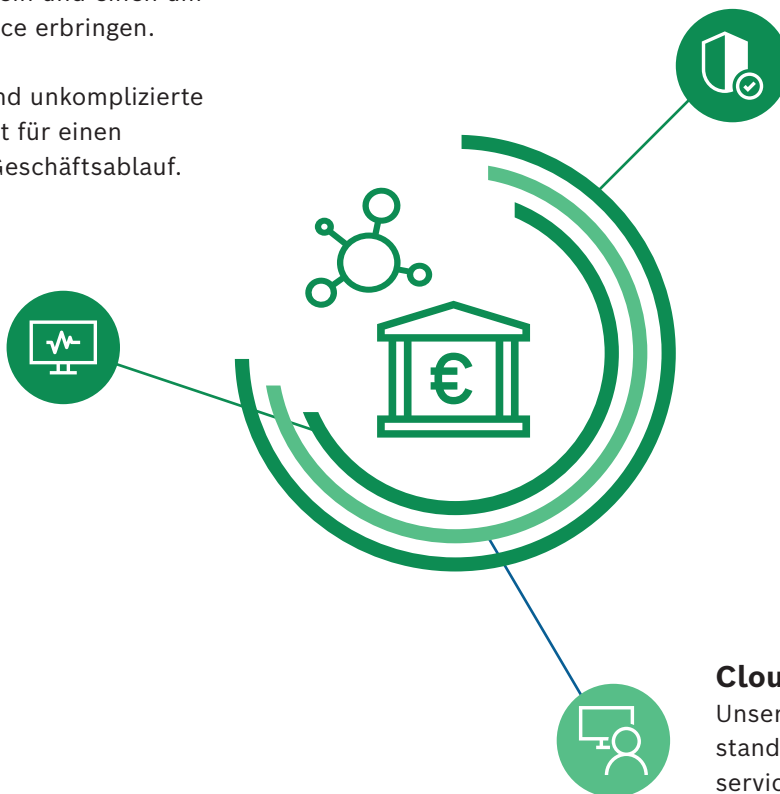 ce erbringen.
nd unkomplizierte
t für einen
Geschäftsablauf.
€
Clou
Unser
stand
servic